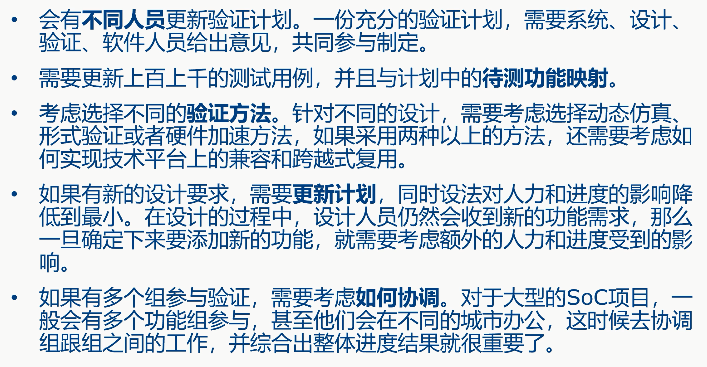 • 会有不同人员更新验证计划。一份充分的验证计划，需要系统、设计、
验证、软件人员给出意见，共同参与制定。
• 需要更新上百上千的测试用例，并且与计划中的待测功能映射。
• 考虑选择不同的验证方法。针对不同的设计，需要考虑选择动态仿真、
形式验证或者硬件加速方法，如果采用两种以上的方法，还需要考虑如
何实现技术平台上的兼容和跨越式复用。
• 如果有新的设计要求，需要更新计划，同时设法对人力和进度的影响降
低到最小。在设计的过程中，设计人员仍然会收到新的功能需求，那么
一旦确定下来要添加新的功能，就需要考虑额外的人力和进度受到的影
响。
• 如果有多个组参与验证，需要考虑如何协调。对于大型的SoC项目，一
般会有多个功能组参与，甚至他们会在不同的城市办公，这时候去协调
组跟组之间的工作，并综合出整体进度结果就很重要了。